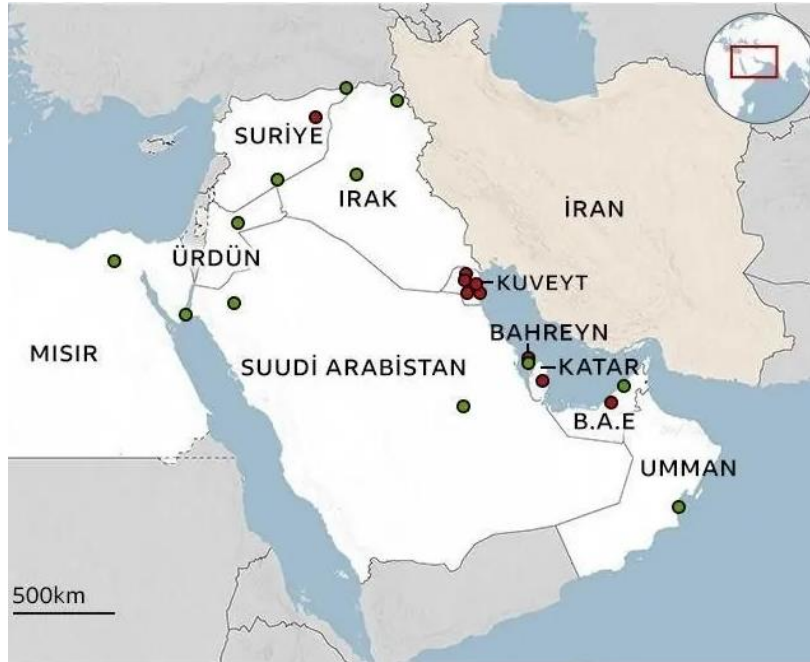 SURİYE
IRAK
İRAN
ÜRDÜN
KUVEYT
BAHREYN
MISIR
SUUDİ ARABİSTAN
KATAR
B.A.E
UMMAN
500km